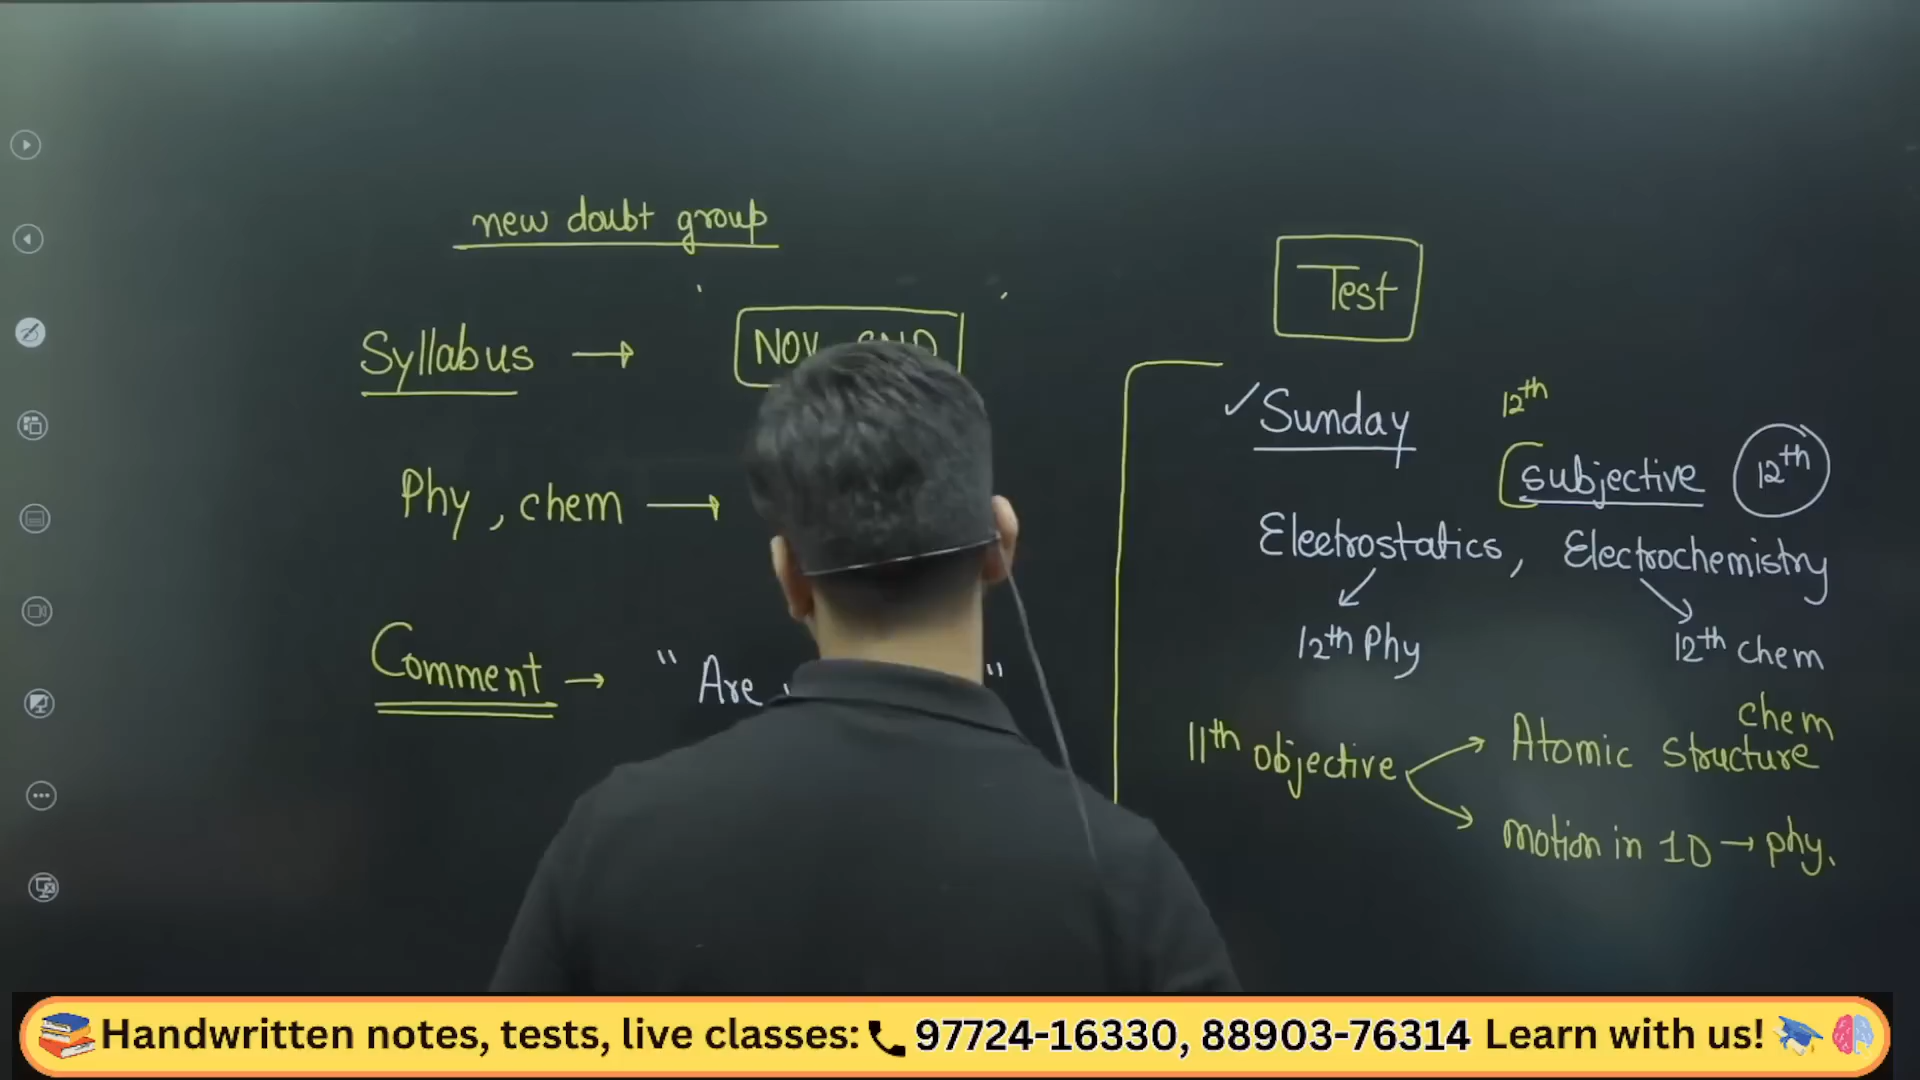 new doubt group
Syllabus → NOV END
Phy , chem →
Comment → " Are "
Test
✓ Sunday
12th
subjective 12th
Electrostatics, Electrochemistry
12th Phy
12th chem
11th objective
chem
Atomic structure
motion in 1D → phy.
Handwritten notes, tests, live classes: 97724-16330, 88903-76314 Learn with us!